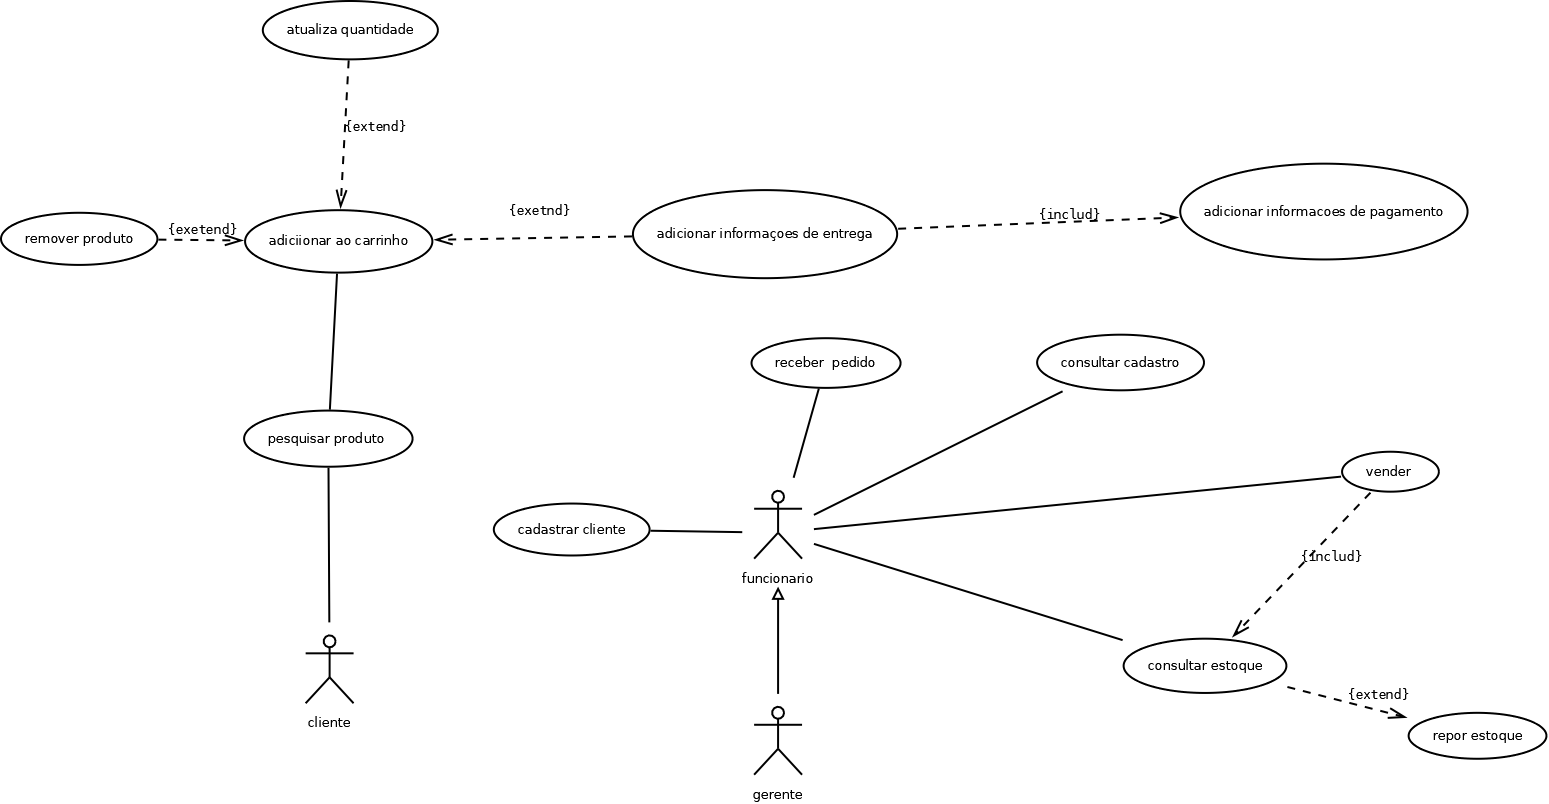 atualiza quantidade
{extend}
adicionar informacoes de pagamento
{exetnd}
{includ}
{exetend}
remover produto
adiciionar ao carrinho
adicionar informaçoes de entrega
receber pedido
consultar cadastro
pesquisar produto
vender
cadastrar cliente
{includ}
funcionario
consultar estoque
{extend}
cliente
repor estoque
gerente